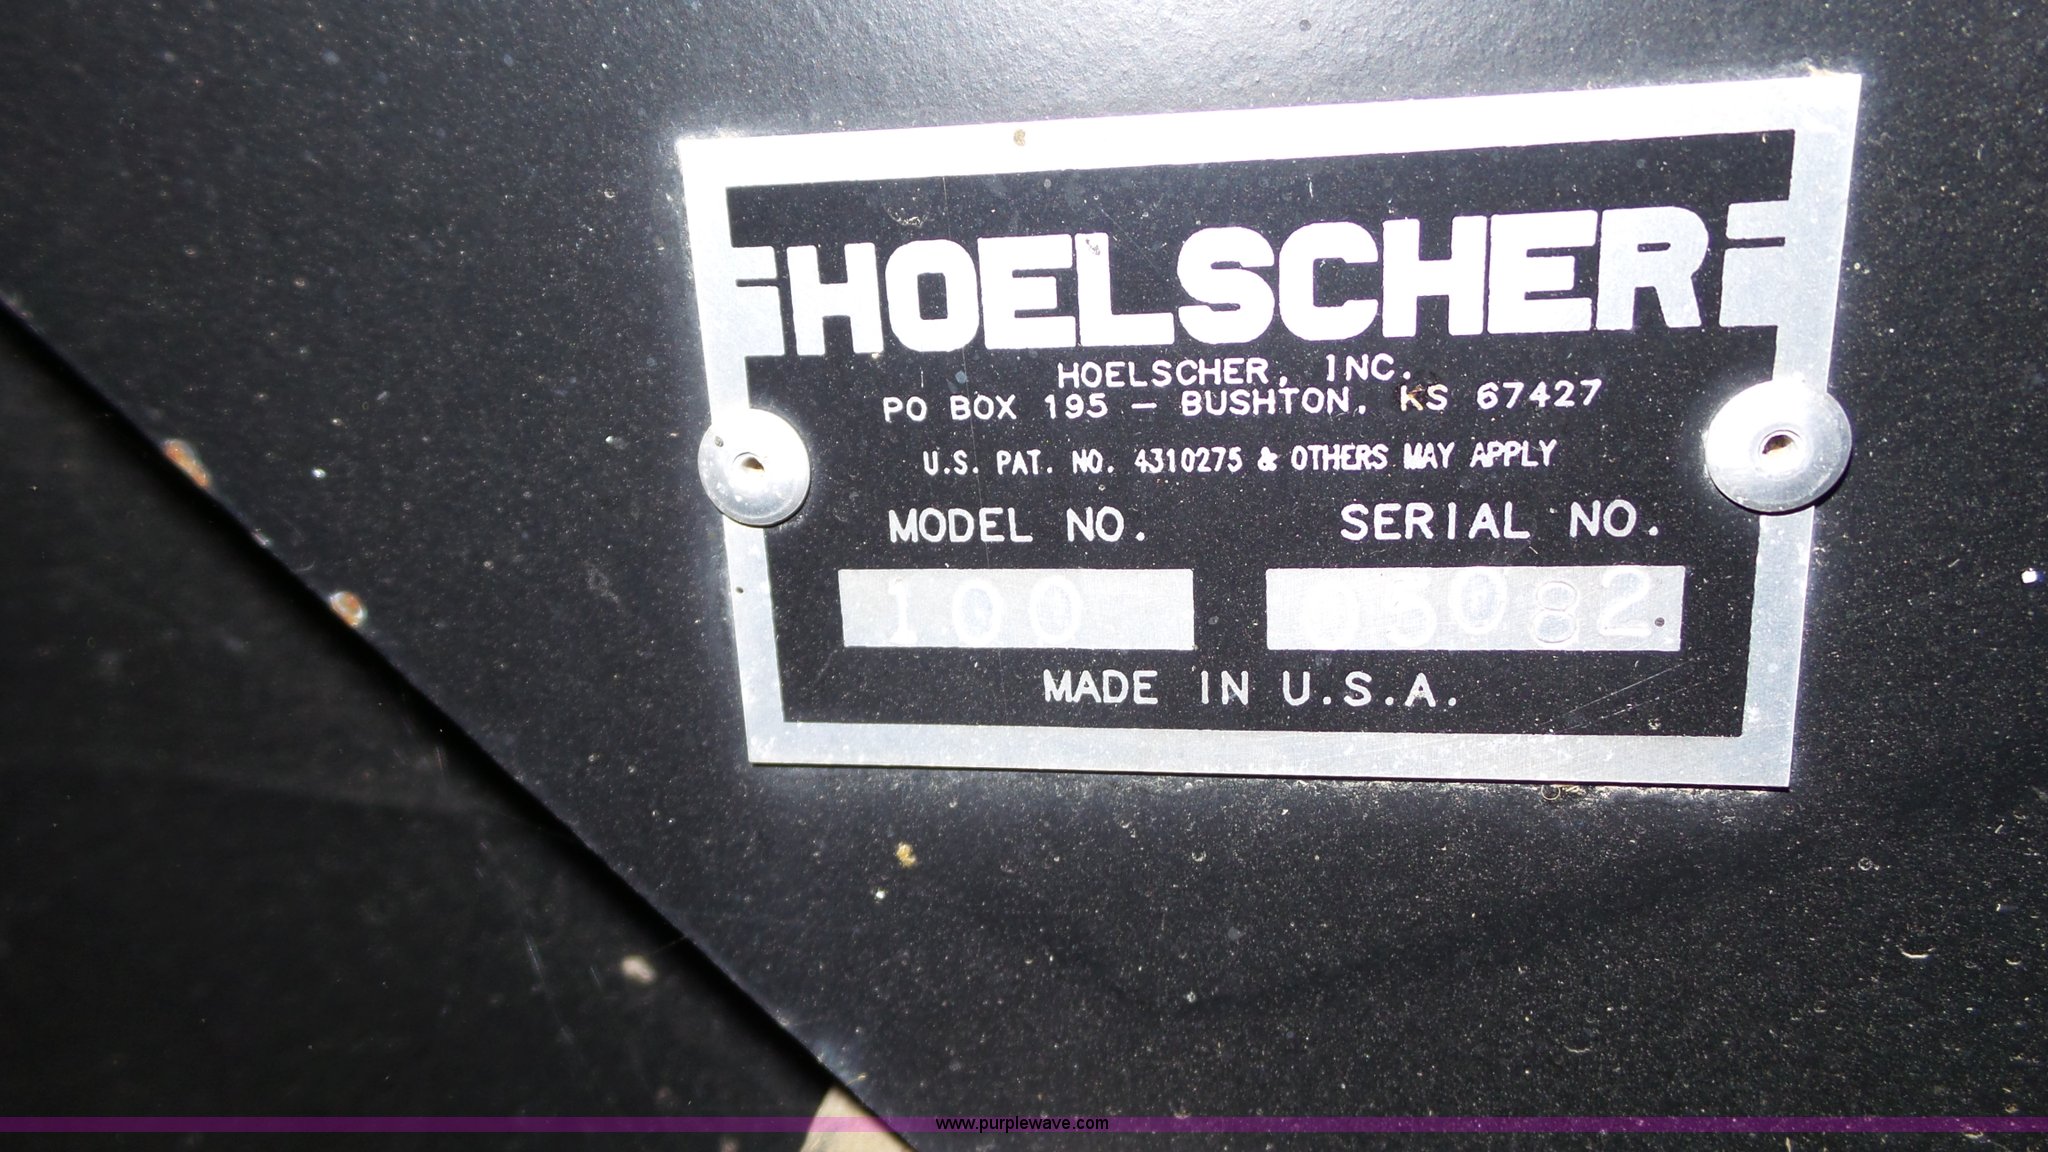 HOELSCHER
HOELSCHER, INC.
PO BOX 195 - BUSHTON, KS 67427
U.S. PAT. NO. 4310275 & OTHERS MAY APPLY
MODEL NO. SERIAL NO.
100 05082
MADE IN U.S.A.
www.purplewave.com